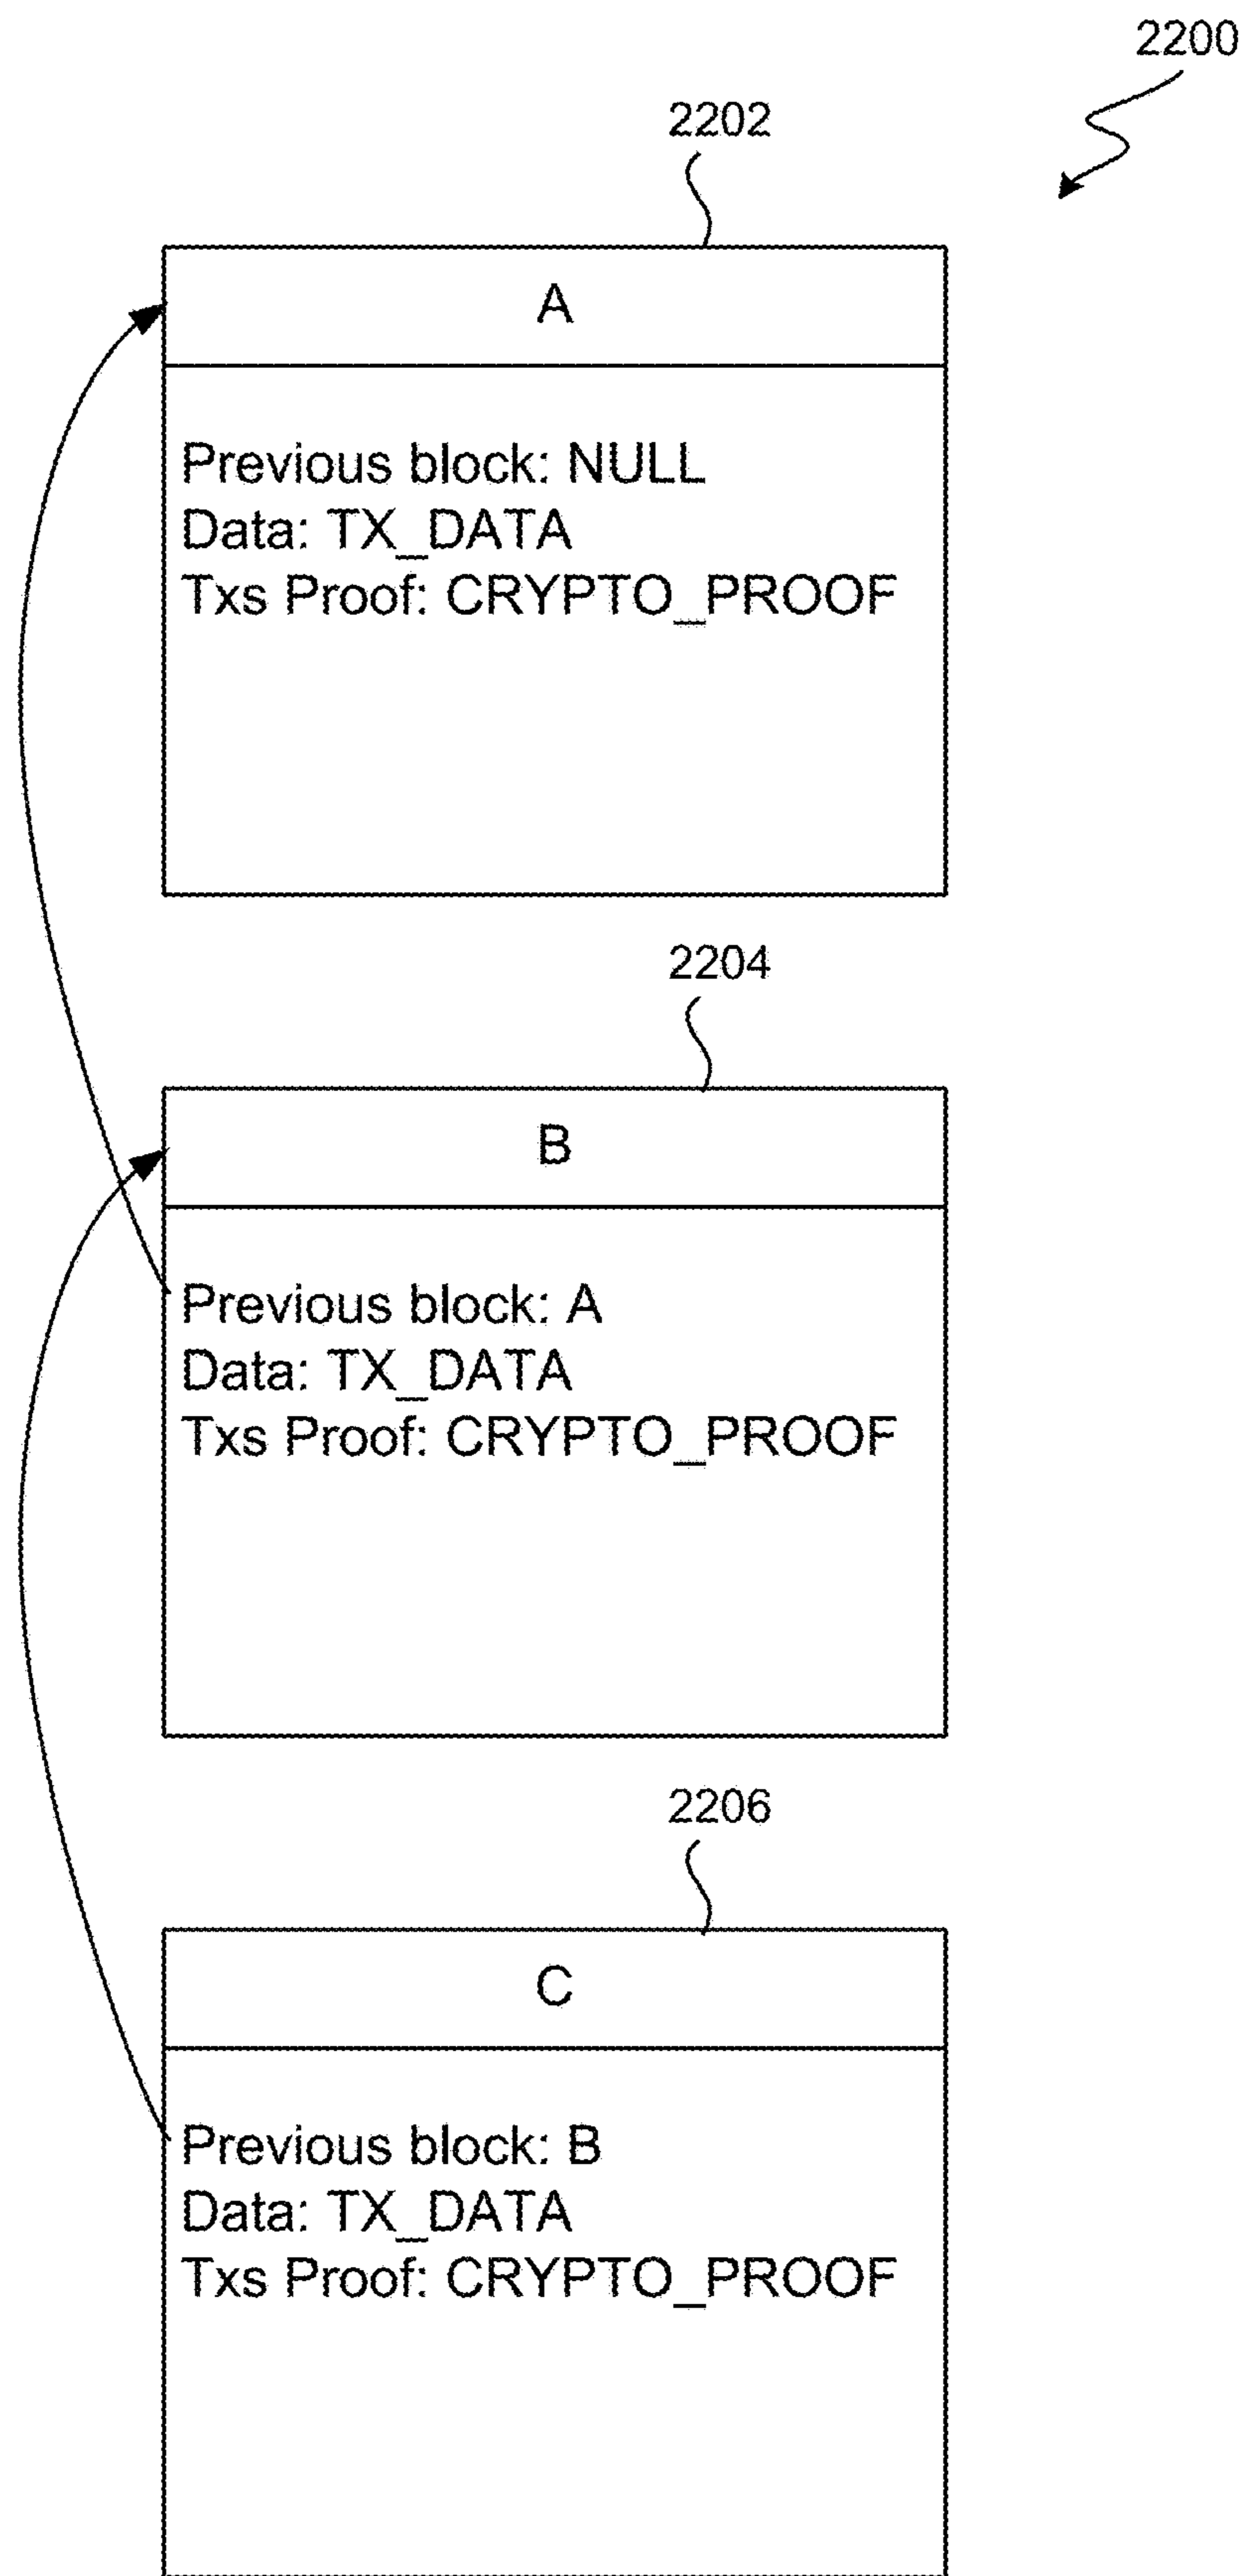 2200
2202
A
Previous block: NULL
Data: TX_DATA
Txs Proof: CRYPTO_PROOF
2204
B
Previous block: A
Data: TX_DATA
Txs Proof: CRYPTO_PROOF
2206
C
Previous block: B
Data: TX_DATA
Txs Proof: CRYPTO_PROOF